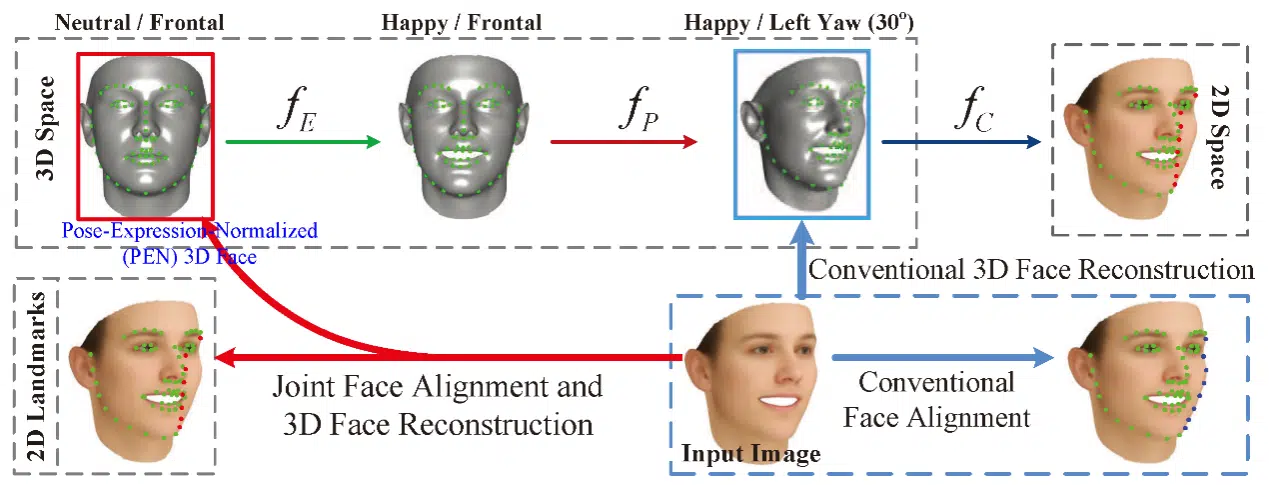 Neutral / Frontal
Happy / Frontal
Happy / Left Yaw (30°)
3D Space
f_E
f_P
f_C
2D Space
Pose-Expression-Normalized
(PEN) 3D Face
Conventional 3D Face Reconstruction
2D Landmarks
Joint Face Alignment and
3D Face Reconstruction
Conventional
Face Alignment
Input Image